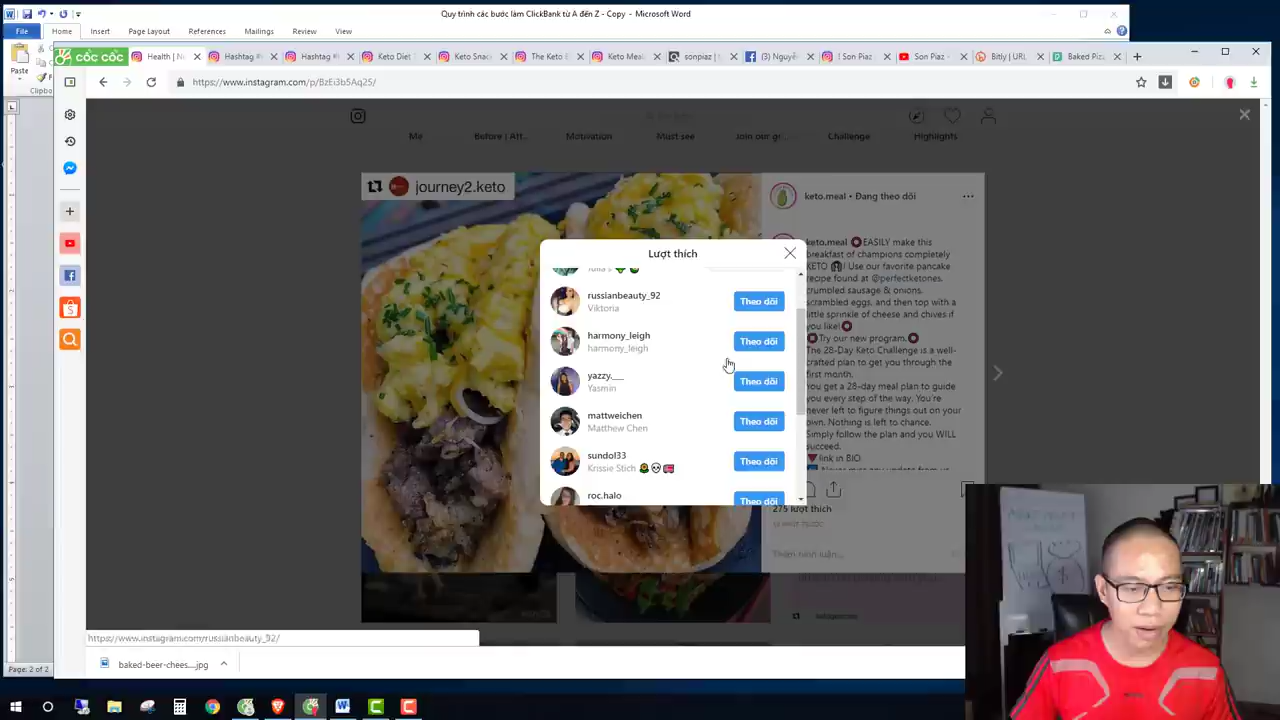 Quy trình các bước làm ClickBank từ A đến Z - Copy - Microsoft Word
File
Home
Insert
Page Layout
References
Mailings
Review
View
Paste
Clipbo
cốc cốc
Health | N
Hashtag
Hashtag
Keto Diet
Keto Snac
The Keto
Keto Meal
sonpiaz |
(3) Nguyễ
! Son Piaz
Son Piaz -
Bitly | URL
Baked Piz
https://www.instagram.com/p/BzEi3b5Aq25/
Me
Before | Aft...
Motivation
Must see
Join our gr
Challenge
Highlights
journey2.keto
keto.meal • Đang theo dõi
keto.meal ⭕EASILY make this
breakfast of champions completely
KETO! Use our favorite pancake
recipe found as @perfectketones,
crumbled sausage & onions,
scrambled eggs, and then top with a
little sprinkle of cheese and chives if
you like!⭕
⭕Try our new program.⭕
The 28-Day Keto Challenge is a well-
crafted plan to get you through the
first month.
You get a 28-day meal plan to guide
you every step of the way. You're
never left to figure things out on your
own. Nothing is left to chance.
Simply follow the plan and you WILL
succeed.
🔻link in BIO
275 lượt thích
Thêm bình luận...
Lượt thích
russianbeauty_92
Viktoria
Theo dõi
harmony_leigh
harmony_leigh
Theo dõi
yazzy.__
Yasmin
Theo dõi
mattweichen
Matthew Chen
Theo dõi
sundol33
Krissie Stich 🌻💀🚒
Theo dõi
roc.halo
Theo dõi
https://www.instagram.com/russianbeauty_92/
baked-beer-chees....jpg
Page: 2 of 2